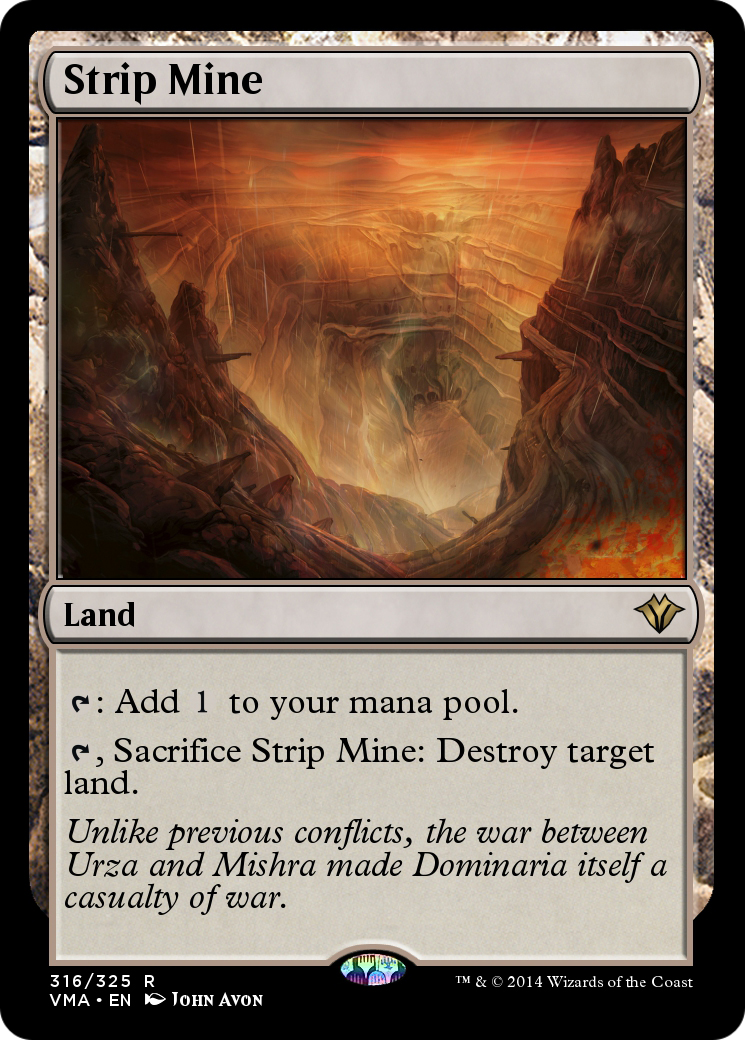 Strip Mine
Land
: Add 1 to your mana pool.
, Sacrifice Strip Mine: Destroy target
land.
Unlike previous conflicts, the war between
Urza and Mishra made Dominaria itself a
casualty of war.
316/325 R
VMA • EN John Avon
™ & © 2014 Wizards of the Coast